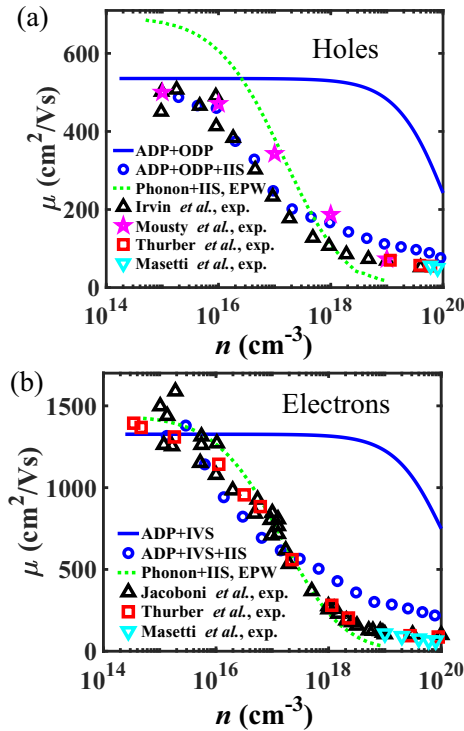 (a)
Holes
μ (cm²/Vs)
600
400
200
0
ADP+ODP
ADP+ODP+IIS
Phonon+IIS, EPW
Irvin et al., exp.
Mousty et al., exp.
Thurber et al., exp.
Masetti et al., exp.
10¹⁴ 10¹⁶ 10¹⁸ 10²⁰
n (cm⁻³)
(b)
Electrons
μ (cm²/Vs)
1500
1000
500
0
ADP+IVS
ADP+IVS+IIS
Phonon+IIS, EPW
Jacoboni et al., exp.
Thurber et al., exp.
Masetti et al., exp.
10¹⁴ 10¹⁶ 10¹⁸ 10²⁰
n (cm⁻³)